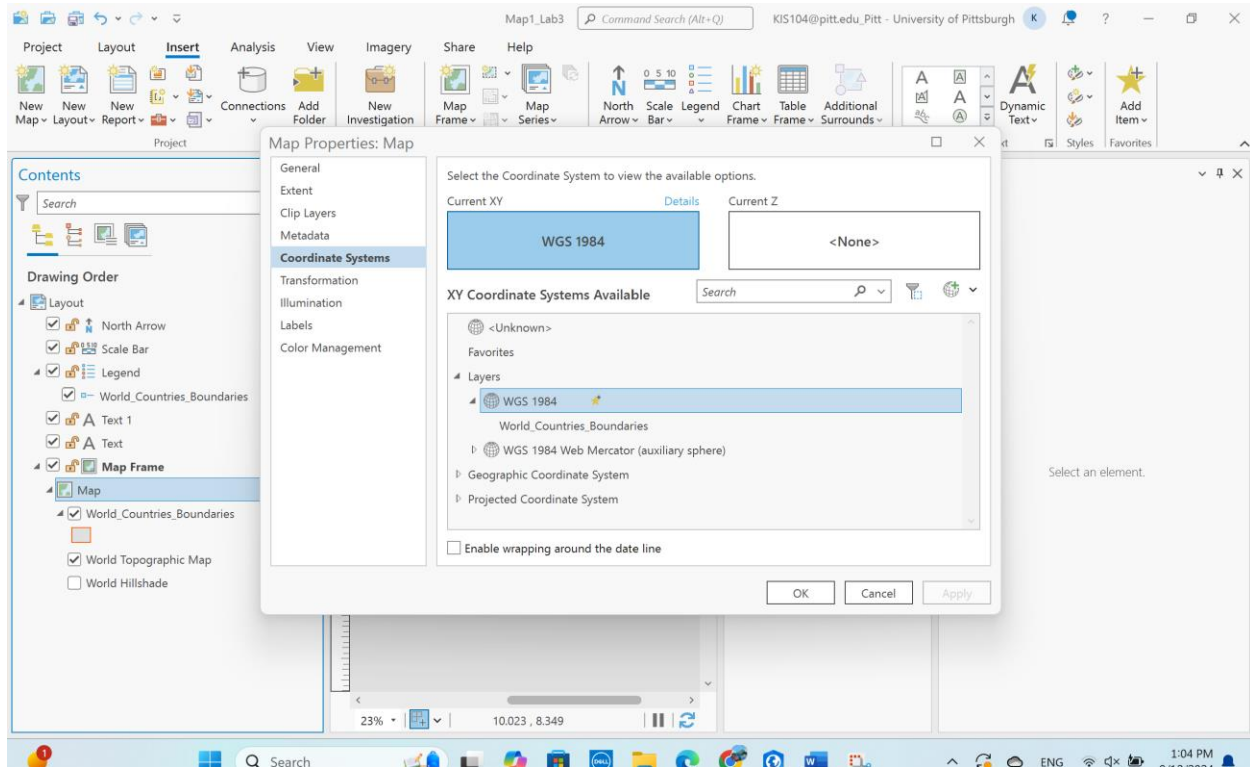 Map1_Lab3
Command Search (Alt+Q)
KIS104@pitt.edu_Pitt - University of Pittsburgh
K
?
Project
Layout
Insert
Analysis
View
Imagery
Share
Help
New Map
New Layout
New Report
Connections
Add Folder
New Investigation
Map Frame
Map Series
North Arrow
Scale Bar
Legend
Chart Frame
Table Frame
Additional Surrounds
Dynamic Text
Add Item
Project
Styles
Favorites
Contents
Search
Drawing Order
Layout
North Arrow
Scale Bar
Legend
World_Countries_Boundaries
Text 1
Text
Map Frame
Map
World_Countries_Boundaries
World Topographic Map
World Hillshade
Map Properties: Map
General
Extent
Clip Layers
Metadata
Coordinate Systems
Transformation
Illumination
Labels
Color Management
Select the Coordinate System to view the available options.
Current XY
Details
Current Z
WGS 1984
<None>
XY Coordinate Systems Available
Search
<Unknown>
Favorites
Layers
WGS 1984
World_Countries_Boundaries
WGS 1984 Web Mercator (auxiliary sphere)
Geographic Coordinate System
Projected Coordinate System
Enable wrapping around the date line
OK
Cancel
Apply
Select an element.
23%
10.023 , 8.349
1
Search
DELL
ENG
1:04 PM